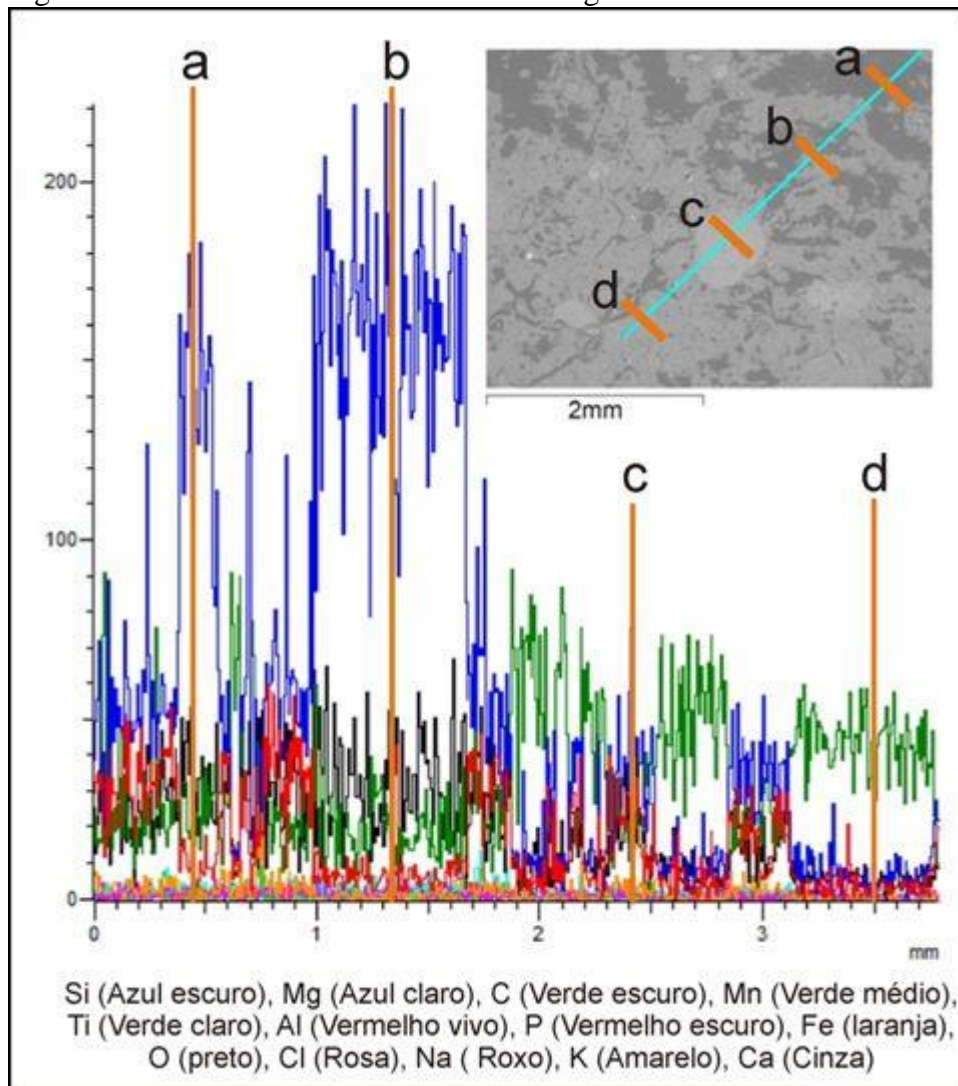 a
b
a
b
c
d
2mm
200
c
d
100
0
0
1
2
3
mm
Si (Azul escuro), Mg (Azul claro), C (Verde escuro), Mn (Verde médio),
Ti (Verde claro), Al (Vermelho vivo), P (Vermelho escuro), Fe (laranja),
O (preto), Cl (Rosa), Na ( Roxo), K (Amarelo), Ca (Cinza)